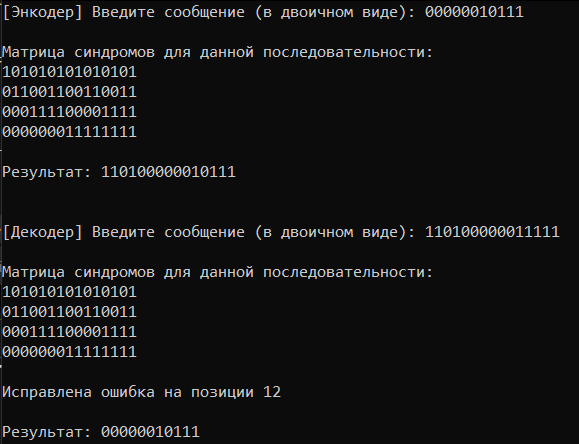 [Энкодер] Введите сообщение (в двоичном виде): 00000010111
Матрица синдромов для данной последовательности:
101010101010101
011001100110011
000111100001111
000000011111111
Результат: 110100000010111
[Декодер] Введите сообщение (в двоичном виде): 110100000011111
Матрица синдромов для данной последовательности:
101010101010101
011001100110011
000111100001111
000000011111111
Исправлена ошибка на позиции 12
Результат: 00000010111